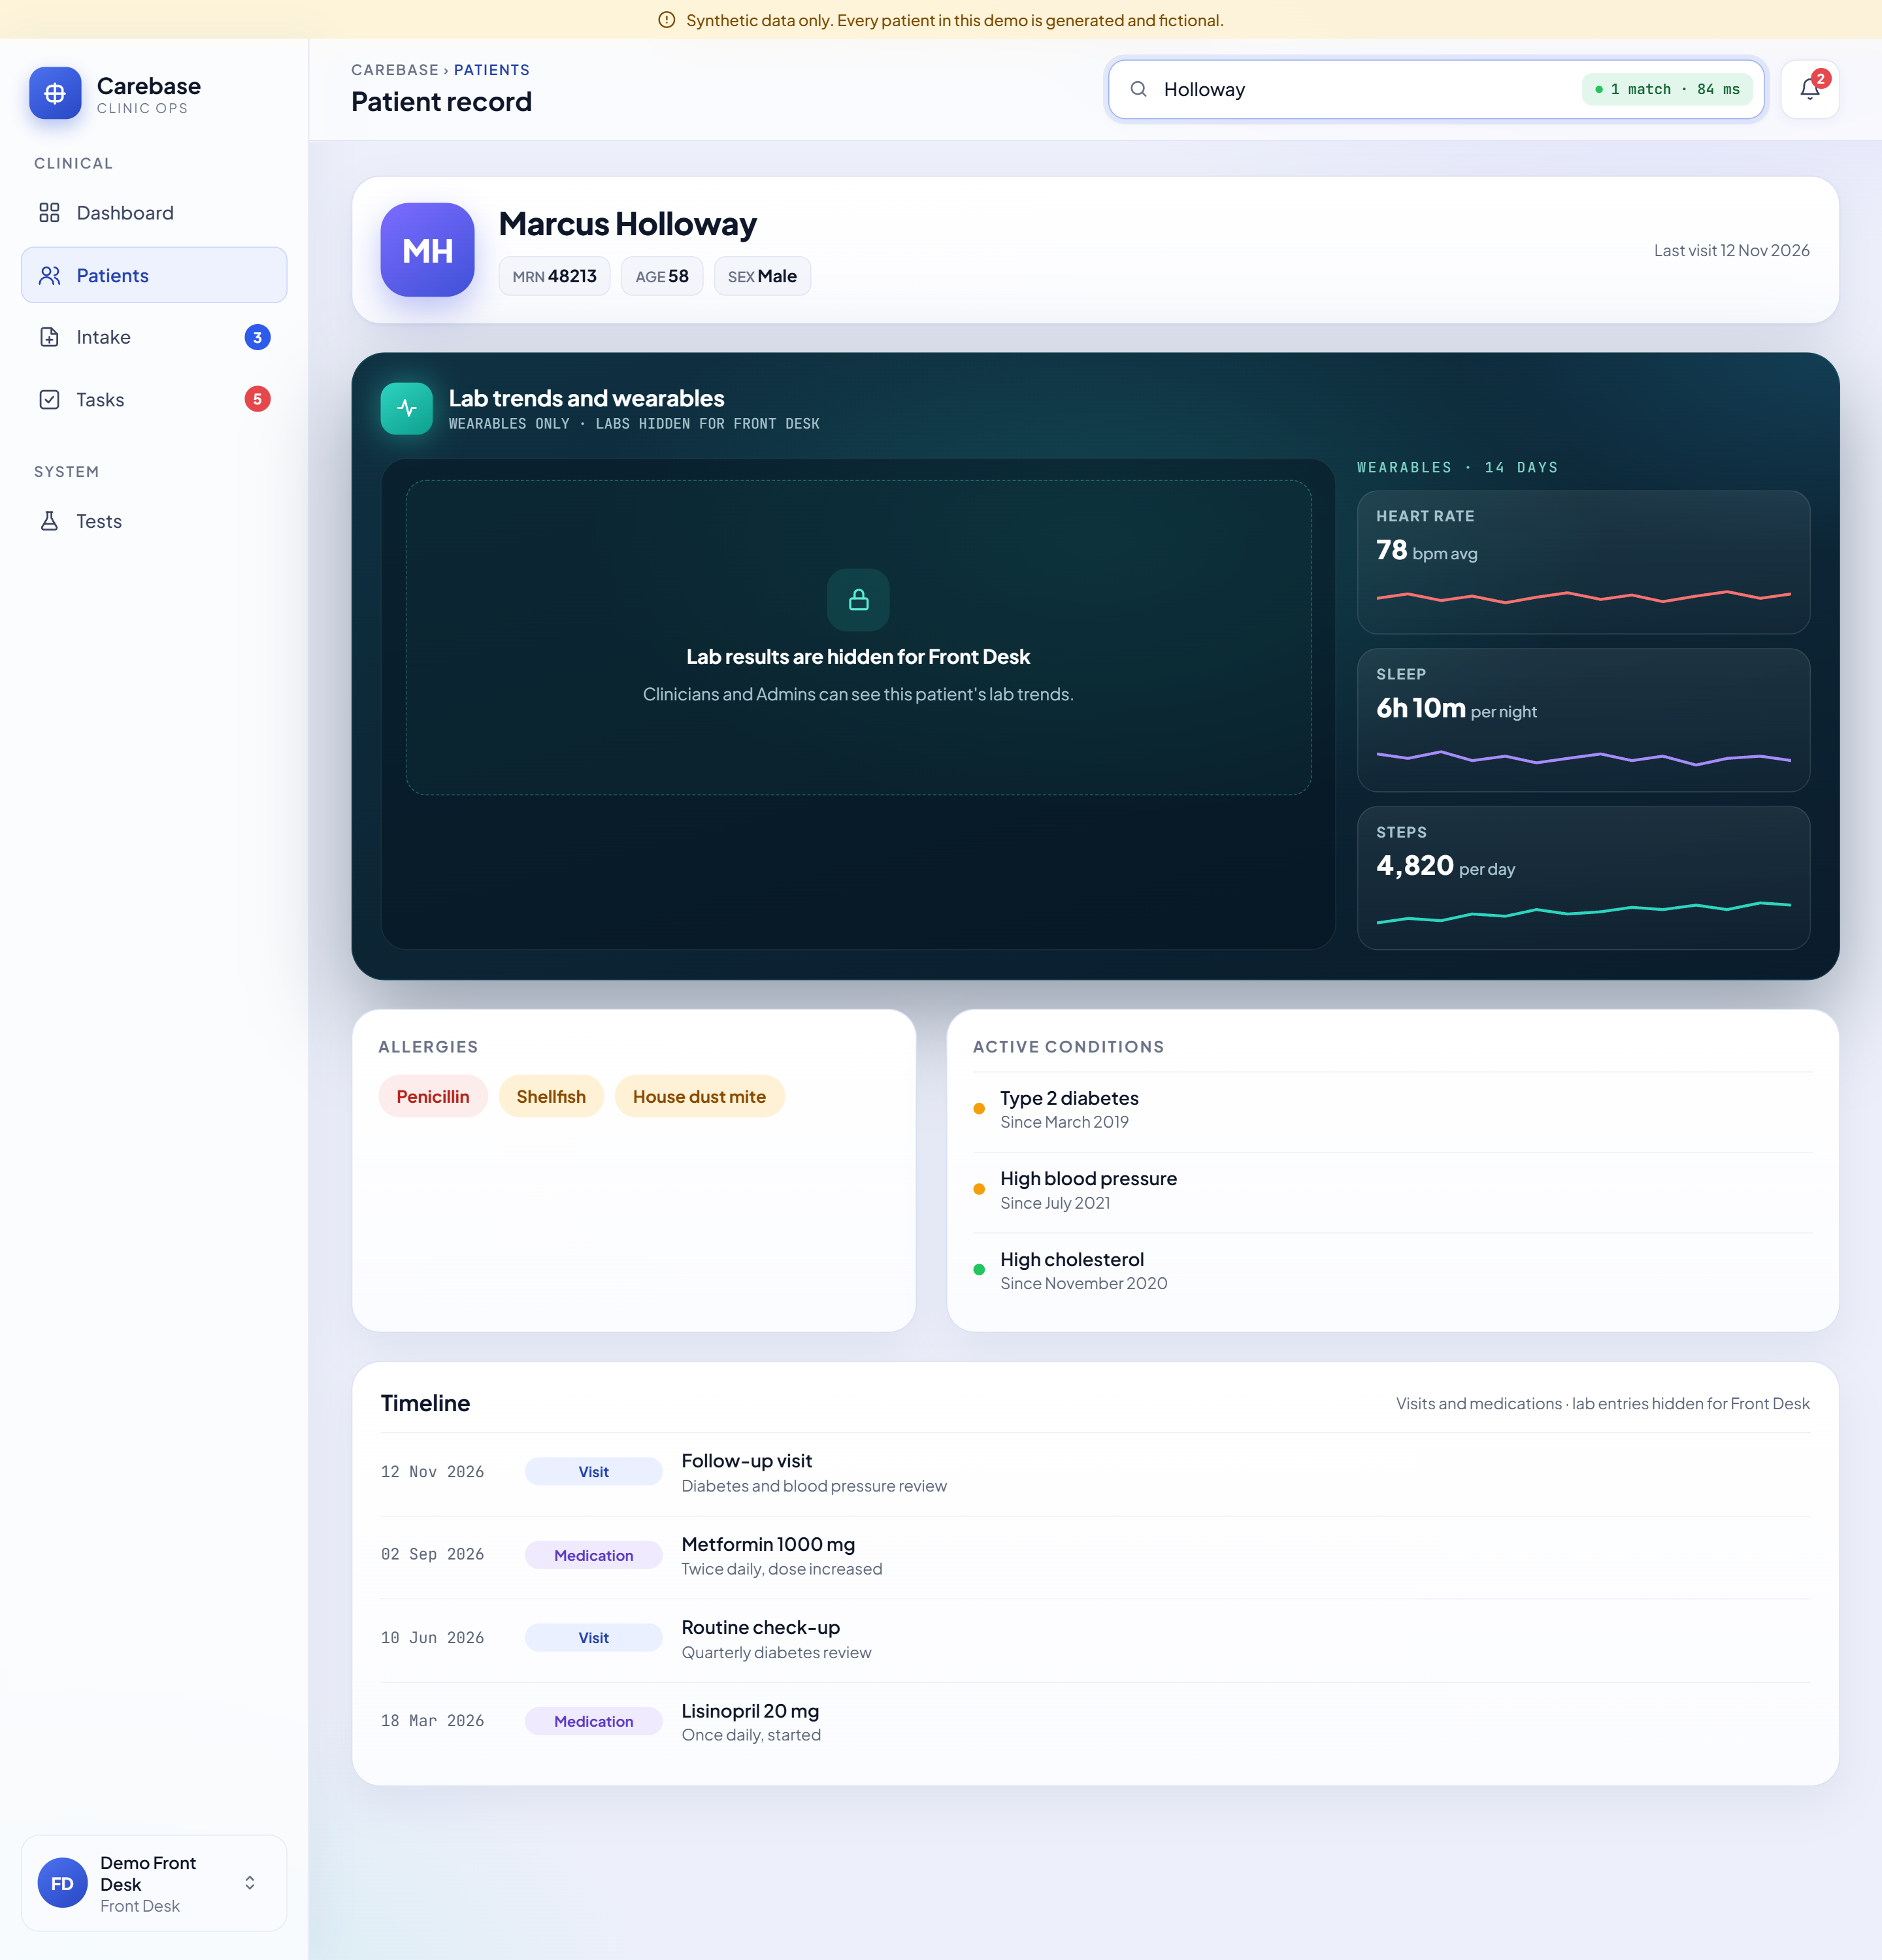 Synthetic data only. Every patient in this demo is generated and fictional.
Carebase
CLINIC OPS
CLINICAL
Dashboard
Patients
Intake 3
Tasks 5
SYSTEM
Tests
FD
Demo Front
Desk
Front Desk
CAREBASE › PATIENTS
Patient record
Holloway
1 match · 84 ms
2
MH
Marcus Holloway
MRN 48213 AGE 58 SEX Male
Last visit 12 Nov 2026
Lab trends and wearables
WEARABLES ONLY · LABS HIDDEN FOR FRONT DESK
Lab results are hidden for Front Desk
Clinicians and Admins can see this patient's lab trends.
WEARABLES · 14 DAYS
HEART RATE
78 bpm avg
SLEEP
6h 10m per night
STEPS
4,820 per day
ALLERGIES
Penicillin Shellfish House dust mite
ACTIVE CONDITIONS
Type 2 diabetes
Since March 2019
High blood pressure
Since July 2021
High cholesterol
Since November 2020
Timeline
Visits and medications · lab entries hidden for Front Desk
12 Nov 2026 Visit Follow-up visit
Diabetes and blood pressure review
02 Sep 2026 Medication Metformin 1000 mg
Twice daily, dose increased
10 Jun 2026 Visit Routine check-up
Quarterly diabetes review
18 Mar 2026 Medication Lisinopril 20 mg
Once daily, started